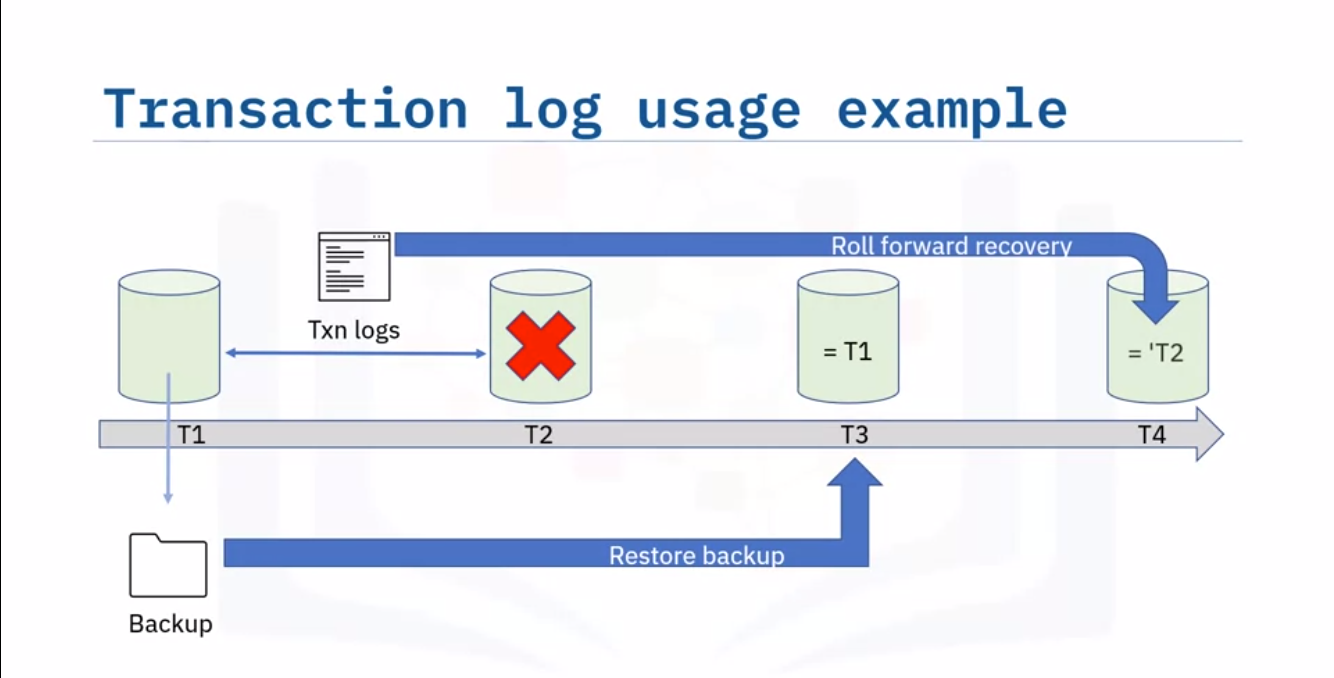 Transaction log usage example
Roll forward recovery
Txn logs
= T1
= 'T2
T1
T2
T3
T4
Restore backup
Backup